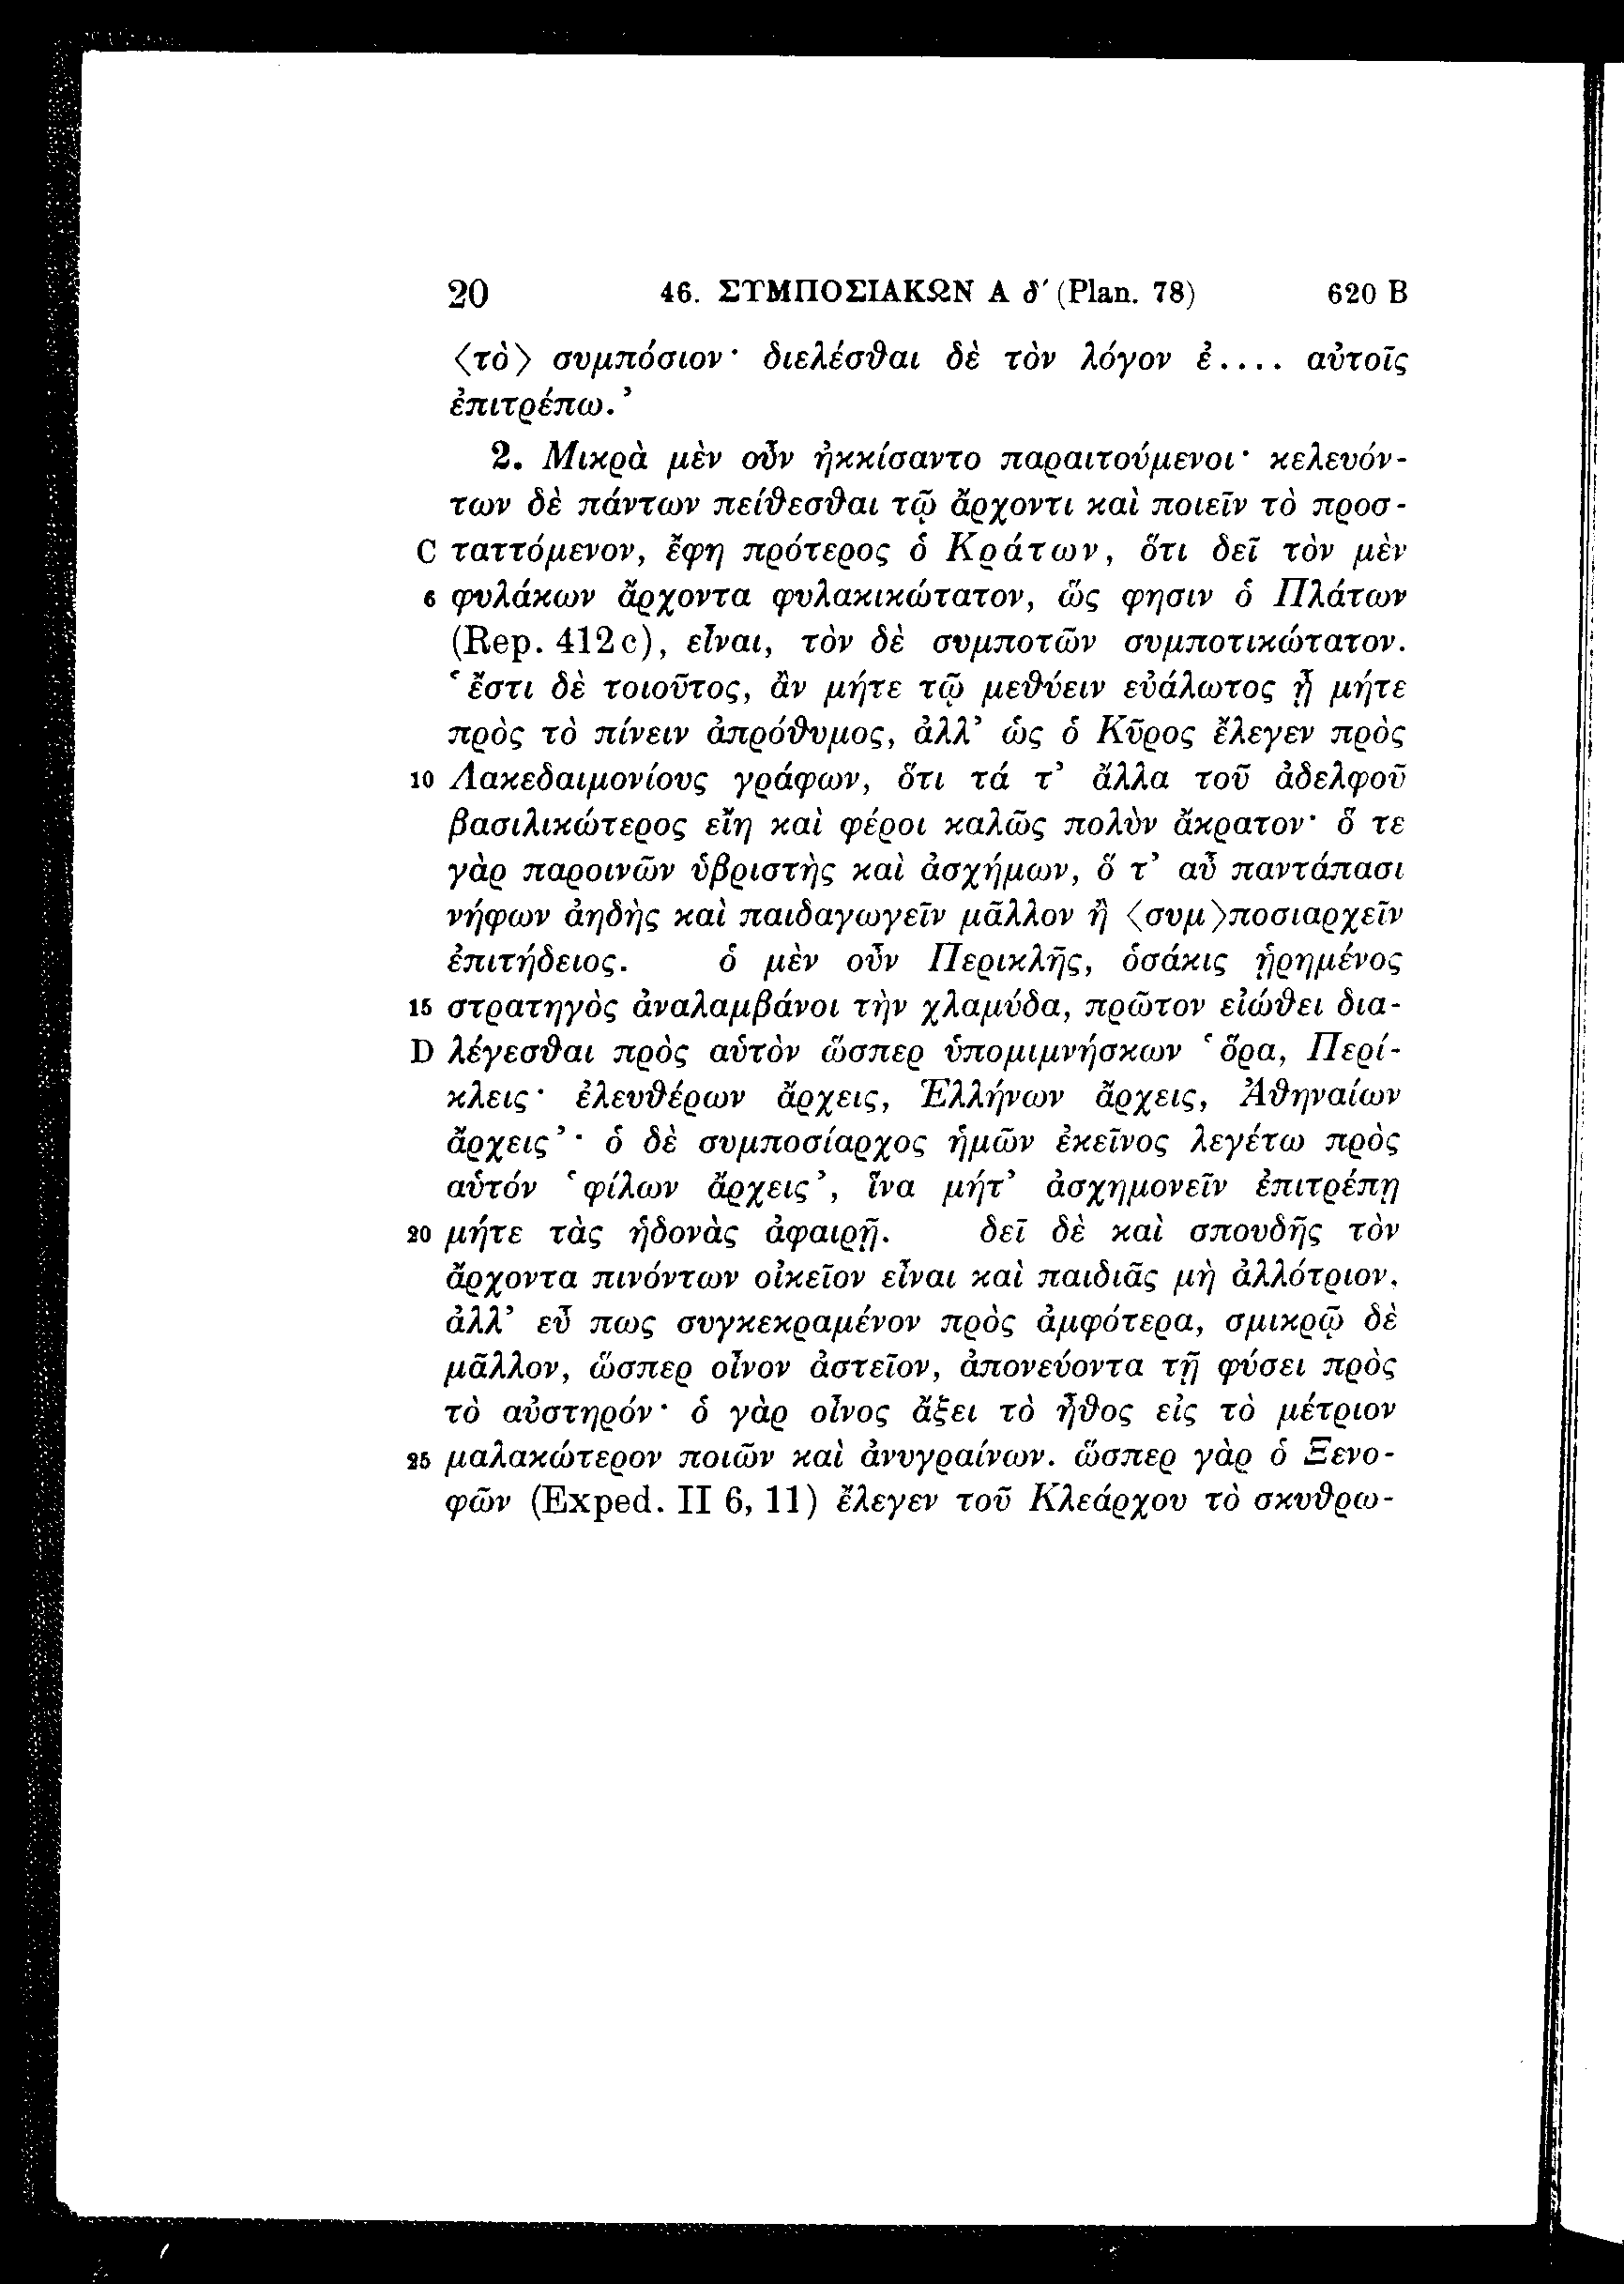 20 46. ΣΥΜΠΟΣΙΑΚΩΝ Α δ′ (Plan. 78) 620 B
⟨τὸ⟩ συμπόσιον· διελέσθαι δὲ τὸν λόγον ἐ.... αὐτοῖς
ἐπιτρέπω.’
2. Μικρὰ μὲν οὖν ἠκκίσαντο παραιτούμενοι· κελευόν-
των δὲ πάντων πείθεσθαι τῷ ἄρχοντι καὶ ποιεῖν τὸ προσ-
C ταττόμενον, ἔφη πρότερος ὁ Κράτων, ὅτι δεῖ τὸν μὲν
6 φυλάκων ἄρχοντα φυλακικώτατον, ὥς φησιν ὁ Πλάτων
(Rep. 412 c), εἶναι, τὸν δὲ συμποτῶν συμποτικώτατον.
‘ἔστι δὲ τοιοῦτος, ἂν μήτε τῷ μεθύειν εὐάλωτος ᾖ μήτε
πρὸς τὸ πίνειν ἀπρόθυμος, ἀλλ’ ὡς ὁ Κῦρος ἔλεγεν πρὸς
10 Λακεδαιμονίους γράφων, ὅτι τά τ’ ἄλλα τοῦ ἀδελφοῦ
βασιλικώτερος εἴη καὶ φέροι καλῶς πολὺν ἄκρατον· ὅ τε
γὰρ παροινῶν ὑβριστὴς καὶ ἀσχήμων, ὅ τ’ αὖ παντάπασι
νήφων ἀηδὴς καὶ παιδαγωγεῖν μᾶλλον ἢ ⟨συμ⟩ποσιαρχεῖν
ἐπιτήδειος. ὁ μὲν οὖν Περικλῆς, ὁσάκις ᾑρημένος
15 στρατηγὸς ἀναλαμβάνοι τὴν χλαμύδα, πρῶτον εἰώθει δια-
D λέγεσθαι πρὸς αὑτὸν ὥσπερ ὑπομιμνήσκων ‘ὅρα, Περί-
κλεις· ἐλευθέρων ἄρχεις, Ἑλλήνων ἄρχεις, Ἀθηναίων
ἄρχεις’· ὁ δὲ συμποσίαρχος ἡμῶν ἐκεῖνος λεγέτω πρὸς
αὑτόν ‘φίλων ἄρχεις’, ἵνα μήτ’ ἀσχημονεῖν ἐπιτρέπῃ
20 μήτε τὰς ἡδονὰς ἀφαιρῇ. δεῖ δὲ καὶ σπουδῆς τὸν
ἄρχοντα πινόντων οἰκεῖον εἶναι καὶ παιδιᾶς μὴ ἀλλότριον,
ἀλλ’ εὖ πως συγκεκραμένον πρὸς ἀμφότερα, σμικρῷ δὲ
μᾶλλον, ὥσπερ οἶνον ἀστεῖον, ἀπονεύοντα τῇ φύσει πρὸς
τὸ αὐστηρόν· ὁ γὰρ οἶνος ἄξει τὸ ἦθος εἰς τὸ μέτριον
25 μαλακώτερον ποιῶν καὶ ἀνυγραίνων. ὥσπερ γὰρ ὁ Ξενο-
φῶν (Exped. II 6, 11) ἔλεγεν τοῦ Κλεάρχου τὸ σκυθρω-